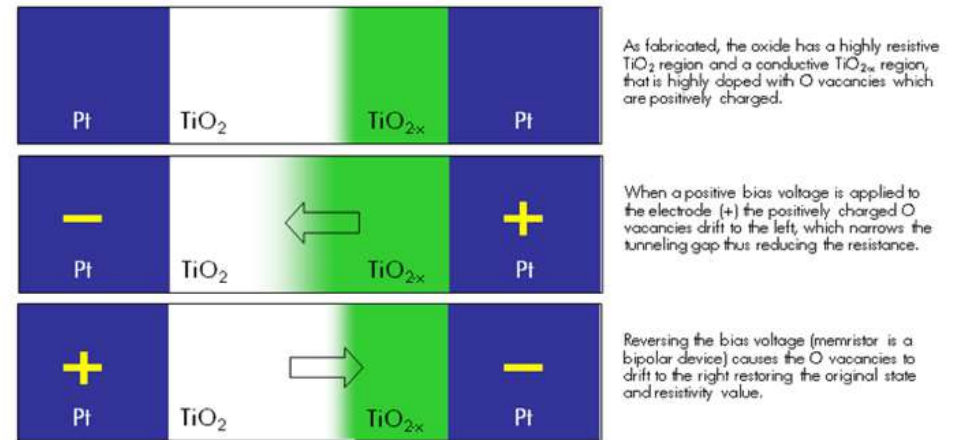 Pt TiO₂ TiO₂₋ₓ Pt
As fabricated, the oxide has a highly resistive
TiO₂ region and a conductive TiO₂₋ₓ region,
that is highly doped with O vacancies which
are positively charged.
− +
Pt TiO₂ TiO₂₋ₓ Pt
When a positive bias voltage is applied to
the electrode (+) the positively charged O
vacancies drift to the left, which narrows the
tunneling gap thus reducing the resistance.
+ −
Pt TiO₂ TiO₂₋ₓ Pt
Reversing the bias voltage (memristor is a
bipolar device) causes the O vacancies to
drift to the right restoring the original state
and resistivity value.